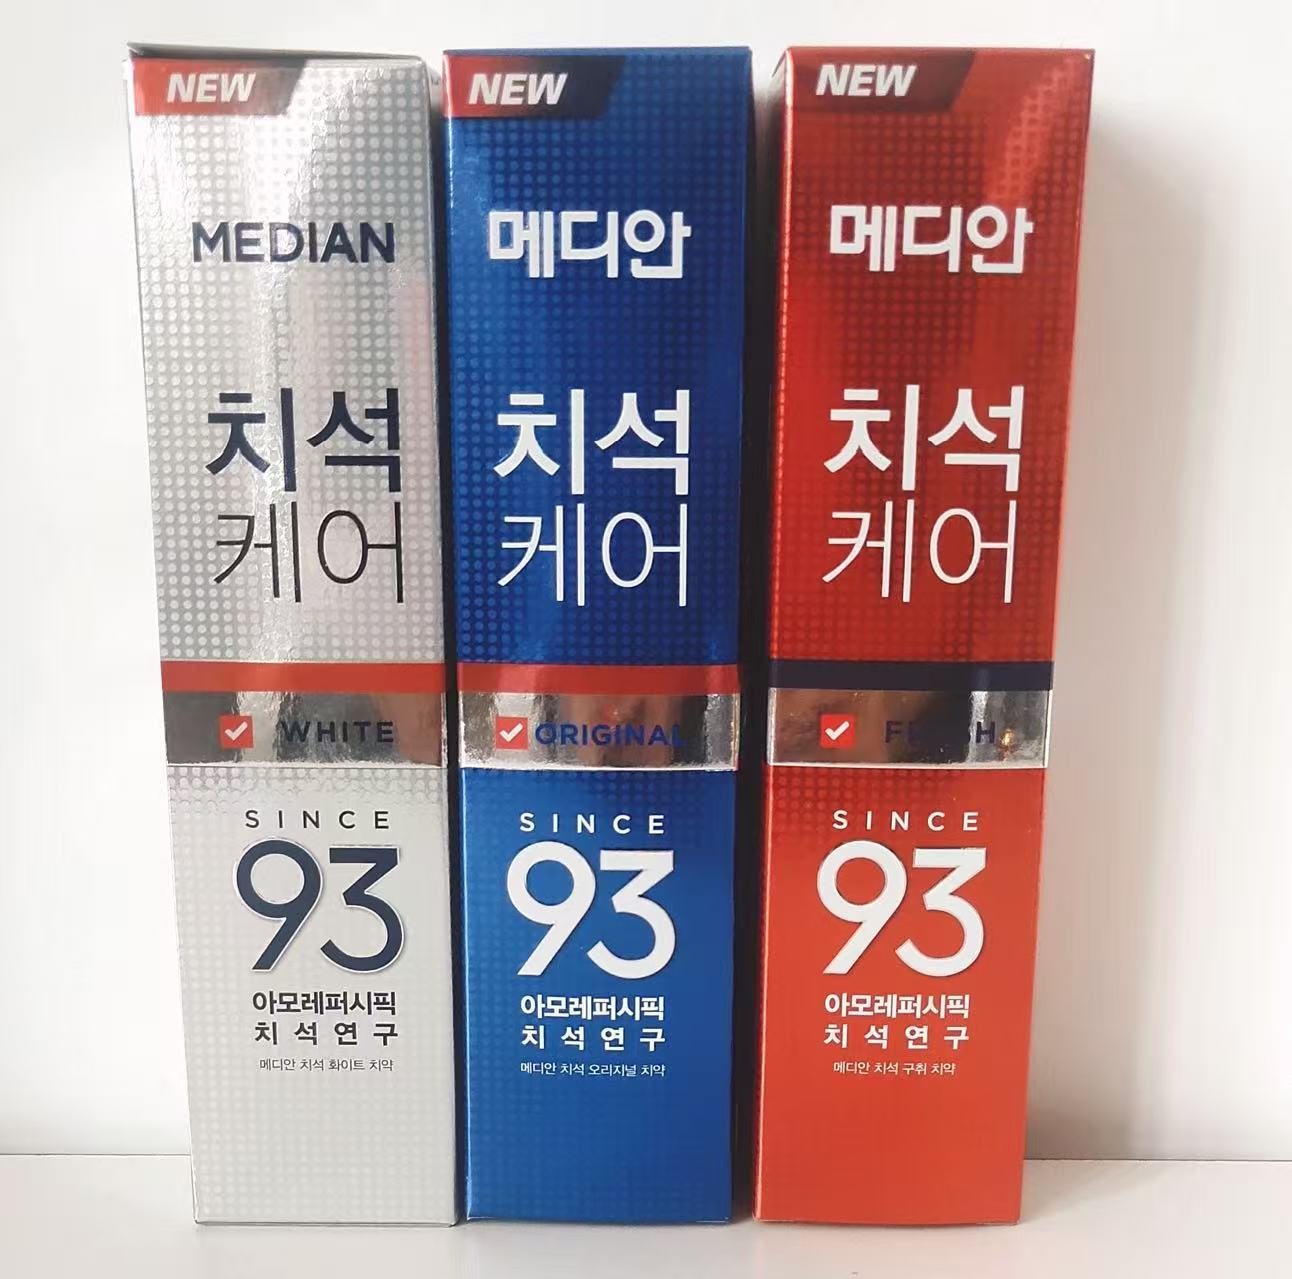 NEW
MEDIAN
치석
케어
WHITE
SINCE
93
아모레퍼시픽
치석연구
메디안 치석 화이트 치약
NEW
메디안
치석
케어
ORIGINAL
SINCE
93
아모레퍼시픽
치석연구
메디안 치석 오리지널 치약
NEW
메디안
치석
케어
SINCE
93
아모레퍼시픽
치석연구
메디안 치석 구취 치약